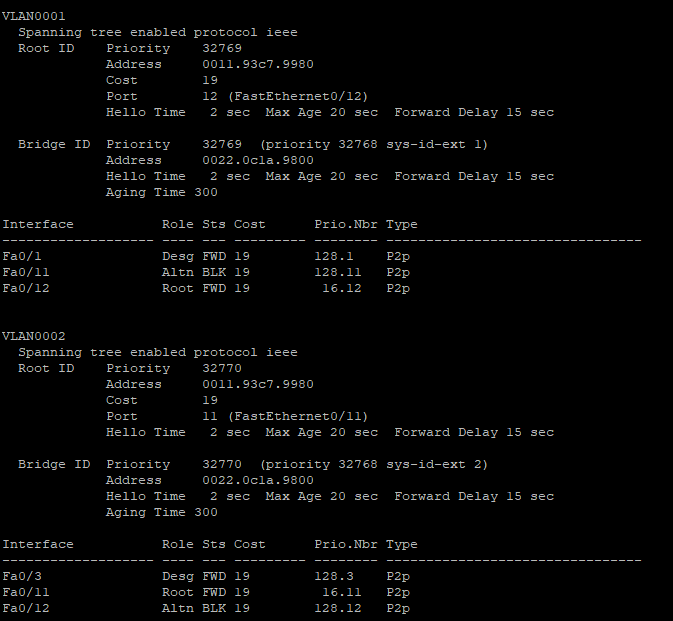 VLAN0001
  Spanning tree enabled protocol ieee
  Root ID    Priority    32769
             Address     0011.93c7.9980
             Cost        19
             Port        12 (FastEthernet0/12)
             Hello Time   2 sec  Max Age 20 sec  Forward Delay 15 sec
  Bridge ID  Priority    32769  (priority 32768 sys-id-ext 1)
             Address     0022.0c1a.9800
             Hello Time   2 sec  Max Age 20 sec  Forward Delay 15 sec
             Aging Time 300
Interface           Role Sts Cost      Prio.Nbr Type
------------------- ---- --- --------- -------- --------------------------------
Fa0/1               Desg FWD 19        128.1    P2p
Fa0/11              Altn BLK 19        128.11   P2p
Fa0/12              Root FWD 19         16.12   P2p
VLAN0002
  Spanning tree enabled protocol ieee
  Root ID    Priority    32770
             Address     0011.93c7.9980
             Cost        19
             Port        11 (FastEthernet0/11)
             Hello Time   2 sec  Max Age 20 sec  Forward Delay 15 sec
  Bridge ID  Priority    32770  (priority 32768 sys-id-ext 2)
             Address     0022.0c1a.9800
             Hello Time   2 sec  Max Age 20 sec  Forward Delay 15 sec
             Aging Time 300
Interface           Role Sts Cost      Prio.Nbr Type
------------------- ---- --- --------- -------- --------------------------------
Fa0/3               Desg FWD 19        128.3    P2p
Fa0/11              Root FWD 19         16.11   P2p
Fa0/12              Altn BLK 19        128.12   P2p